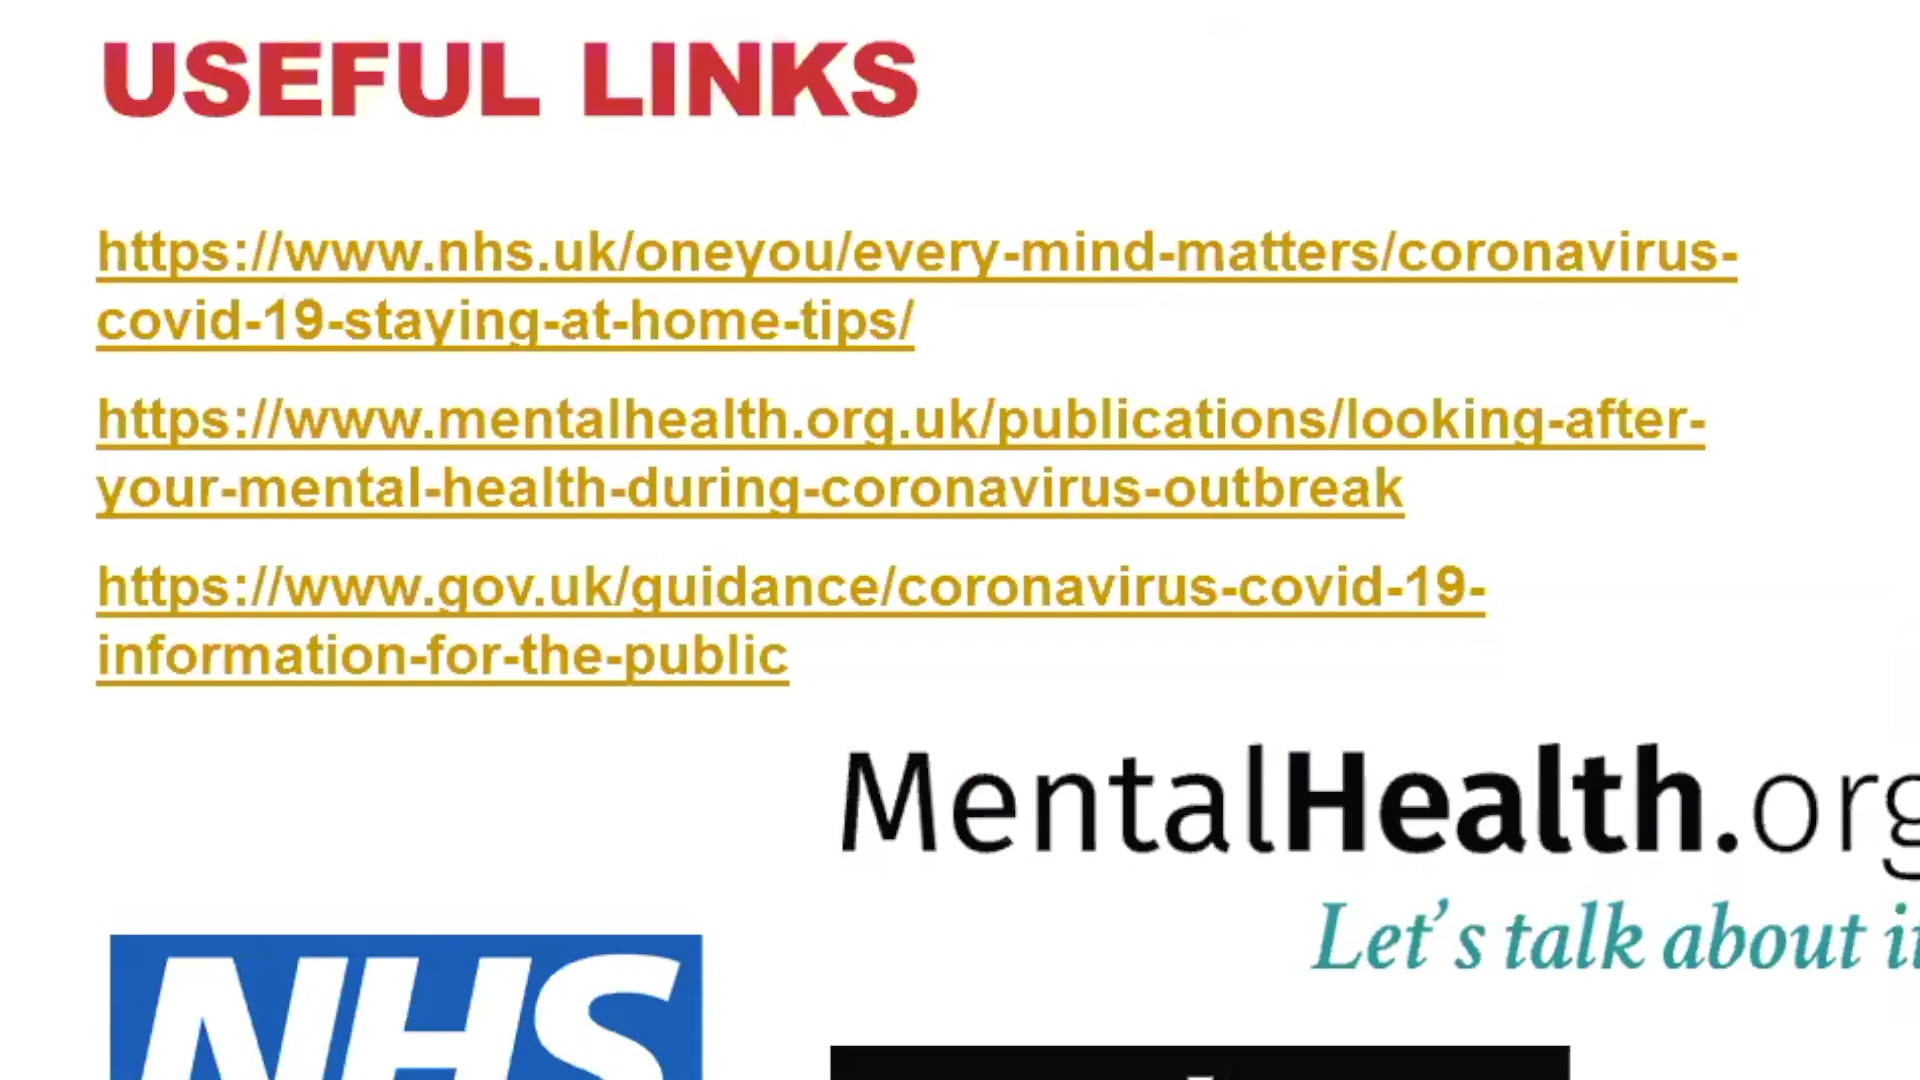 USEFUL LINKS
https://www.nhs.uk/oneyou/every-mind-matters/coronavirus-
covid-19-staying-at-home-tips/
https://www.mentalhealth.org.uk/publications/looking-after-
your-mental-health-during-coronavirus-outbreak
https://www.gov.uk/guidance/coronavirus-covid-19-
information-for-the-public
MentalHealth.org
Let's talk about it
NHS